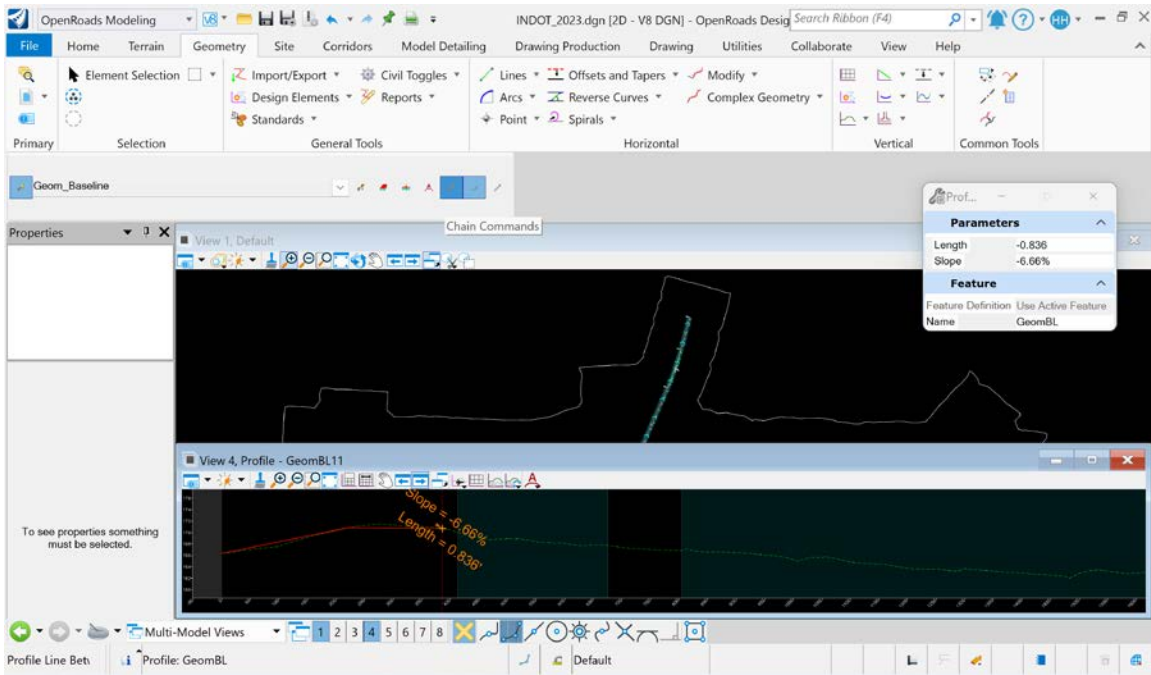 OpenRoads Modeling
INDOT_2023.dgn [2D - V8 DGN] - OpenRoads Desig
Search Ribbon (F4)
HH
File Home Terrain Geometry Site Corridors Model Detailing Drawing Production Drawing Utilities Collaborate View Help
Element Selection Import/Export Civil Toggles Lines Offsets and Tapers Modify
Design Elements Reports Arcs Reverse Curves Complex Geometry
Standards Point Spirals
Primary Selection General Tools Horizontal Vertical Common Tools
Geom_Baseline
Chain Commands
Prof...
Parameters
Length -0.836
Slope -6.66%
Feature
Feature Definition Use Active Feature
Name GeomBL
Properties
View 1, Default
To see properties something
must be selected.
View 4, Profile - GeomBL11
Slope = -6.66%
Length = 0.836'
Multi-Model Views 1 2 3 4 5 6 7 8
Profile Line Betw Profile: GeomBL Default